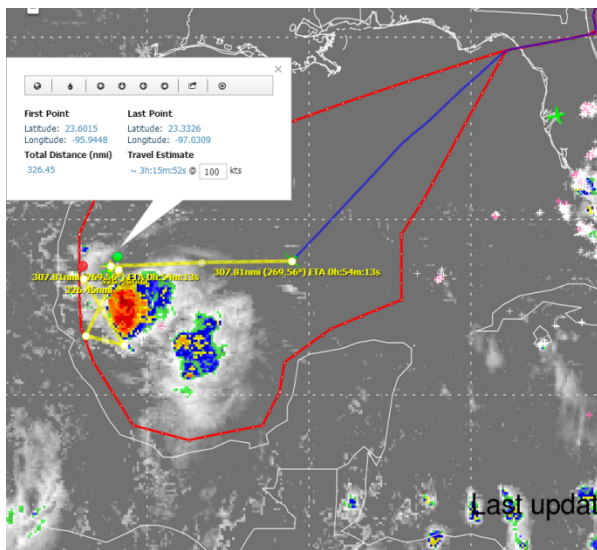 First Point
Last Point
Latitude: 23.6015
Latitude: 23.3326
Longitude: -95.9448
Longitude: -97.0309
Total Distance (nmi)
Travel Estimate
326.45
~ 3h:15m:52s @ 100 kts
307.81nmi (269,56°) ETA 0h:54m:13s
307.81nmi (269,56°) ETA 0h:54m:13s
326.45nmi
Last updat